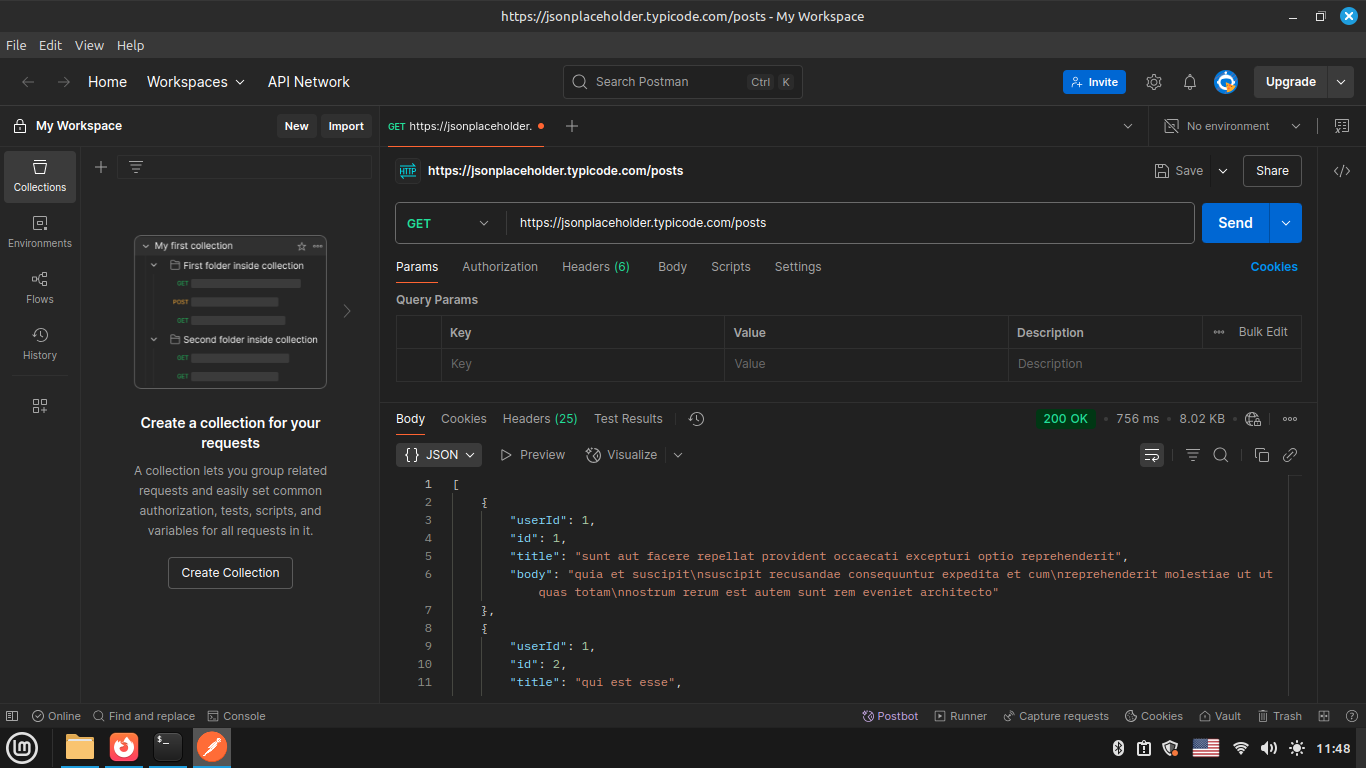 https://jsonplaceholder.typicode.com/posts - My Workspace
File Edit View Help
Home Workspaces API Network Search Postman Ctrl K Invite Upgrade
My Workspace New Import GET https://jsonplaceholder. No environment
Collections
Environments
Flows
History
My first collection
First folder inside collection
GET
POST
GET
Second folder inside collection
GET
GET
Create a collection for your
requests
A collection lets you group related
requests and easily set common
authorization, tests, scripts, and
variables for all requests in it.
Create Collection
HTTP https://jsonplaceholder.typicode.com/posts Save Share
GET https://jsonplaceholder.typicode.com/posts Send
Params Authorization Headers (6) Body Scripts Settings Cookies
Query Params
Key Value Description Bulk Edit
Key Value Description
Body Cookies Headers (25) Test Results 200 OK 756 ms 8.02 KB
{} JSON Preview Visualize
1 [
2 {
3 "userId": 1,
4 "id": 1,
5 "title": "sunt aut facere repellat provident occaecati excepturi optio reprehenderit",
6 "body": "quia et suscipit\nsuscipit recusandae consequuntur expedita et cum\nreprehenderit molestiae ut ut
quas totam\nnostrum rerum est autem sunt rem eveniet architecto"
7 },
8 {
9 "userId": 1,
10 "id": 2,
11 "title": "qui est esse",
Online Find and replace Console Postbot Runner Capture requests Cookies Vault Trash
11:48